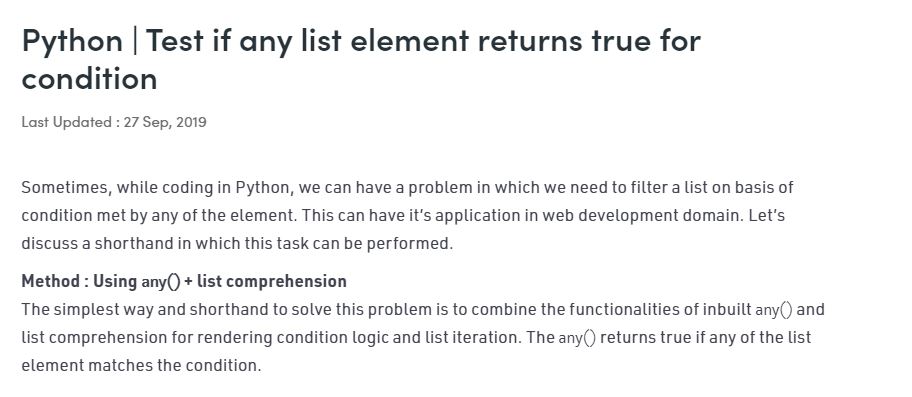 Python | Test if any list element returns true for
condition
Last Updated : 27 Sep, 2019
Sometimes, while coding in Python, we can have a problem in which we need to filter a list on basis of
condition met by any of the element. This can have it's application in web development domain. Let's
discuss a shorthand in which this task can be performed.
Method : Using any() + list comprehension
The simplest way and shorthand to solve this problem is to combine the functionalities of inbuilt any() and
list comprehension for rendering condition logic and list iteration. The any() returns true if any of the list
element matches the condition.